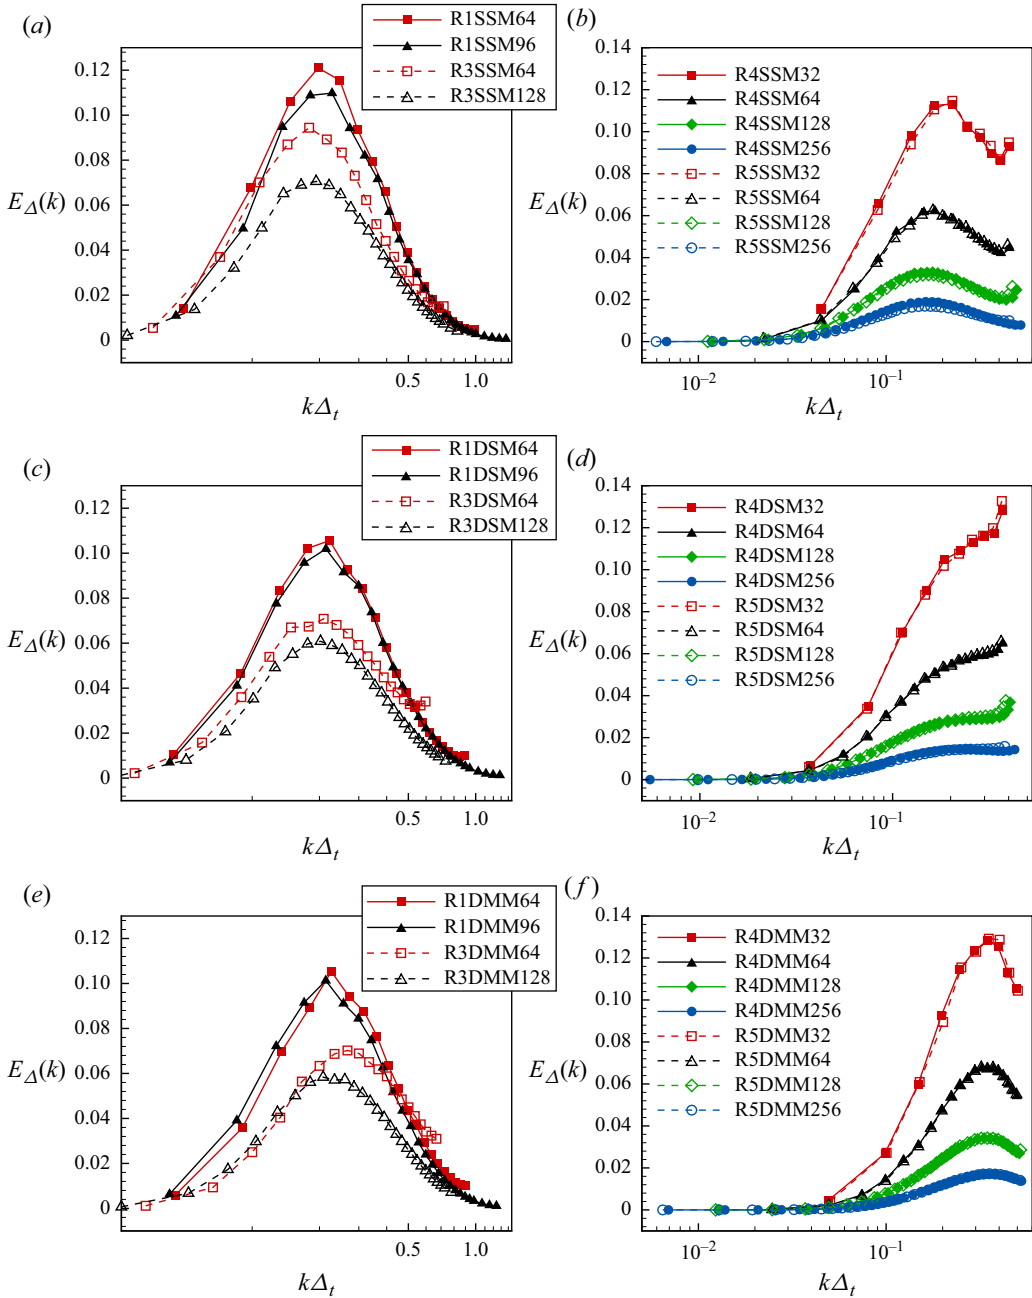 (a)
R1SSM64
R1SSM96
R3SSM64
R3SSM128
0.12
0.10
0.08
0.06
0.04
0.02
0
E_Δ(k)
0.5 1.0
kΔ_t
(b)
0.14
0.12
0.10
0.08
0.06
0.04
0.02
0
E_Δ(k)
R4SSM32
R4SSM64
R4SSM128
R4SSM256
R5SSM32
R5SSM64
R5SSM128
R5SSM256
10⁻² 10⁻¹
kΔ_t
(c)
R1DSM64
R1DSM96
R3DSM64
R3DSM128
0.12
0.10
0.08
0.06
0.04
0.02
0
E_Δ(k)
0.5 1.0
kΔ_t
(d)
0.14
0.12
0.10
0.08
0.06
0.04
0.02
0
E_Δ(k)
R4DSM32
R4DSM64
R4DSM128
R4DSM256
R5DSM32
R5DSM64
R5DSM128
R5DSM256
10⁻² 10⁻¹
kΔ_t
(e)
R1DMM64
R1DMM96
R3DMM64
R3DMM128
0.12
0.10
0.08
0.06
0.04
0.02
0
E_Δ(k)
0.5 1.0
kΔ_t
(f)
0.14
0.12
0.10
0.08
0.06
0.04
0.02
0
E_Δ(k)
R4DMM32
R4DMM64
R4DMM128
R4DMM256
R5DMM32
R5DMM64
R5DMM128
R5DMM256
10⁻² 10⁻¹
kΔ_t